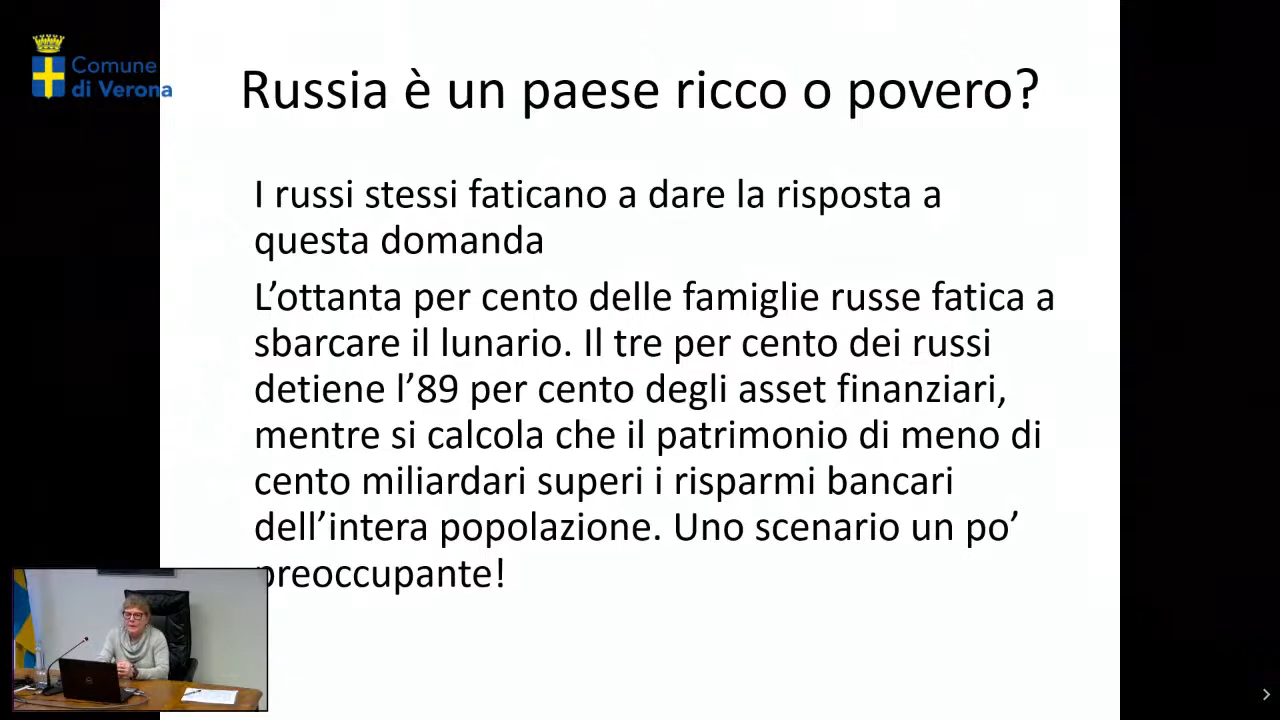 Comune
di Verona
Russia è un paese ricco o povero?
I russi stessi faticano a dare la risposta a
questa domanda
L’ottanta per cento delle famiglie russe fatica a
sbarcare il lunario. Il tre per cento dei russi
detiene l’89 per cento degli asset finanziari,
mentre si calcola che il patrimonio di meno di
cento miliardari superi i risparmi bancari
dell’intera popolazione. Uno scenario un po’
preoccupante!